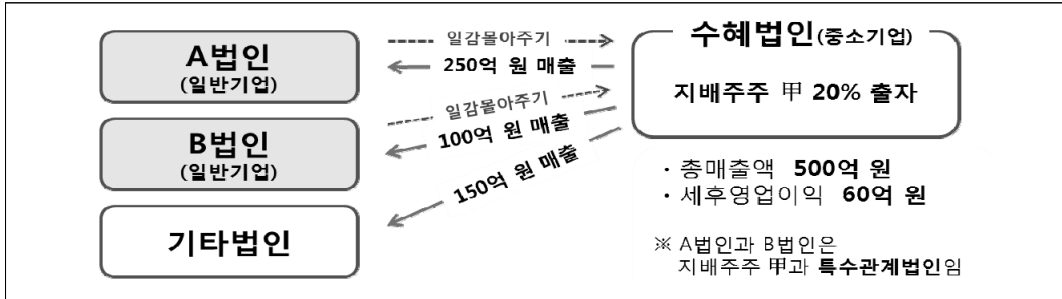 A법인
(일반기업)
일감몰아주기
250억 원 매출
수혜법인(중소기업)
지배주주 甲 20% 출자
B법인
(일반기업)
일감몰아주기
100억 원 매출
150억 원 매출
기타법인
· 총매출액 500억 원
· 세후영업이익 60억 원
※ A법인과 B법인은
지배주주 甲과 특수관계법인임